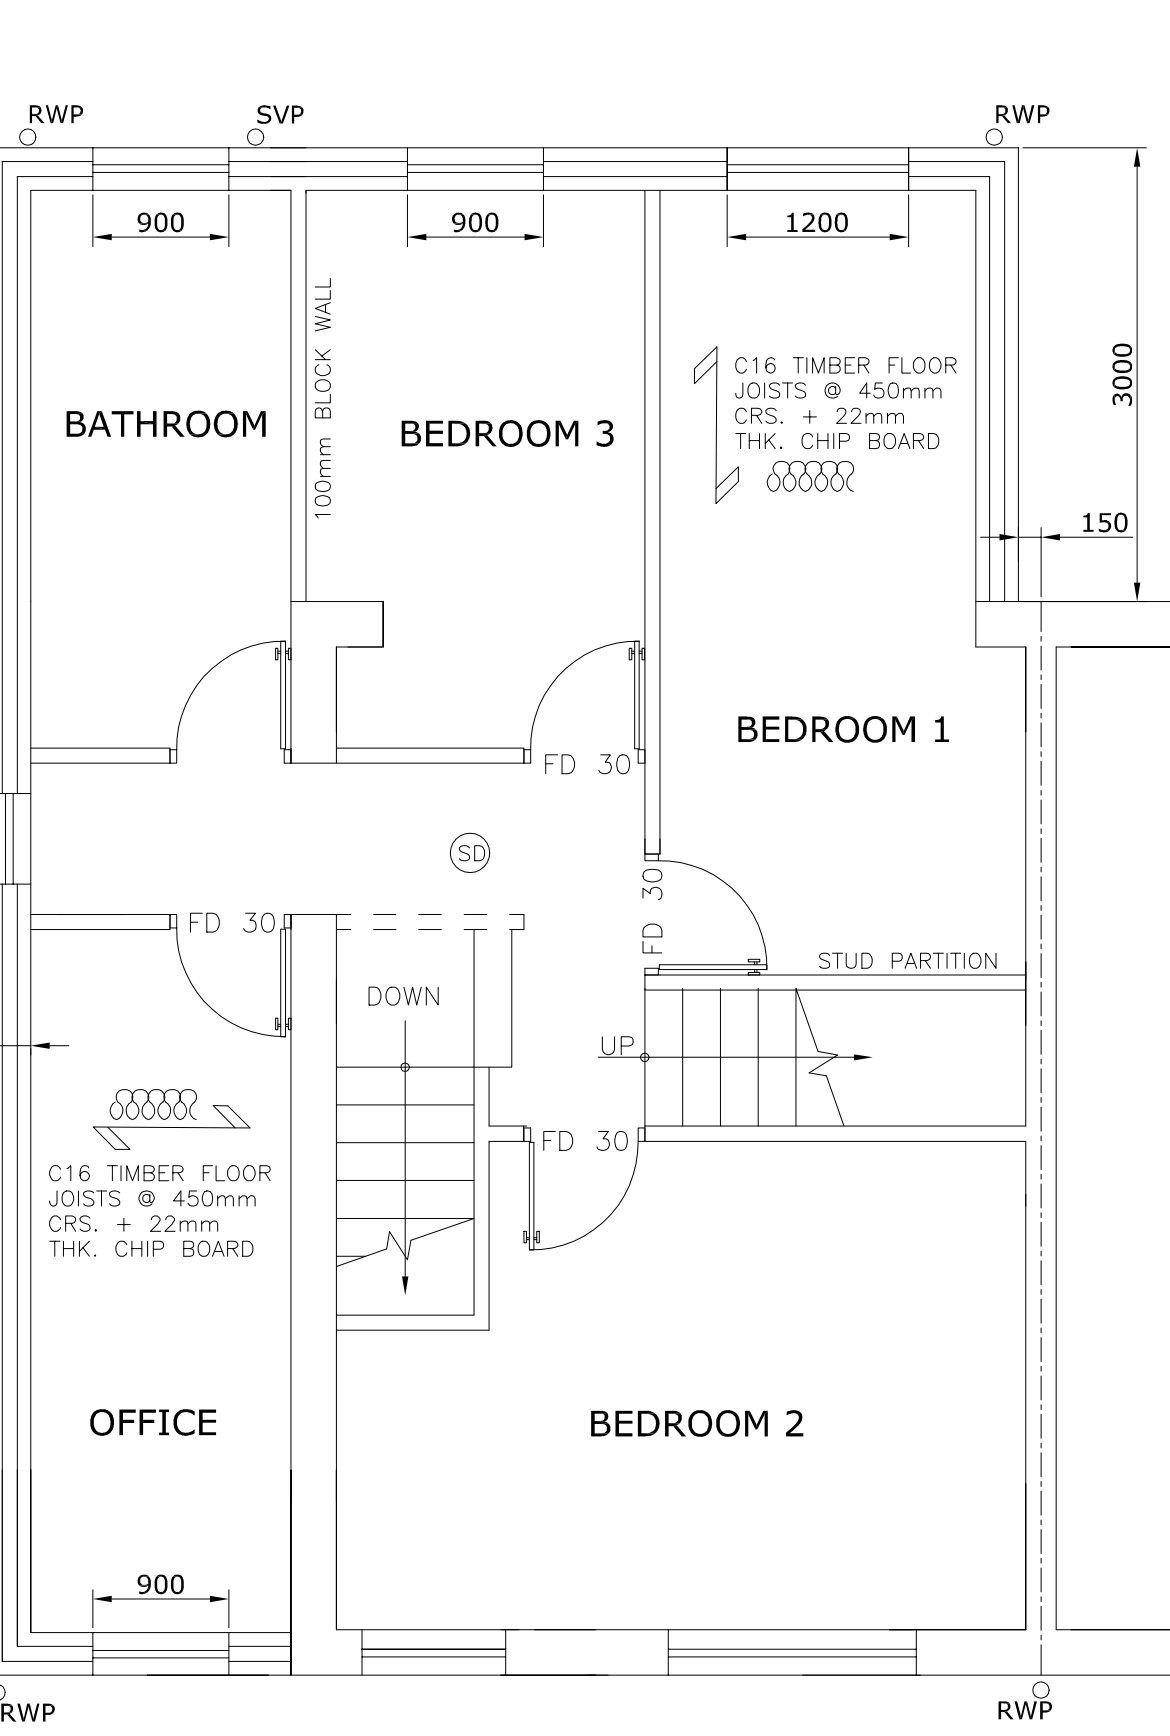 RWP
SVP
RWP
900
900
1200
100mm BLOCK WALL
C16 TIMBER FLOOR
JOISTS @ 450mm
CRS. + 22mm
THK. CHIP BOARD
3000
BATHROOM
BEDROOM 3
150
BEDROOM 1
FD 30
SD
FD 30
FD 30
STUD PARTITION
DOWN
UP
FD 30
C16 TIMBER FLOOR
JOISTS @ 450mm
CRS. + 22mm
THK. CHIP BOARD
OFFICE
BEDROOM 2
900
RWP
RWP